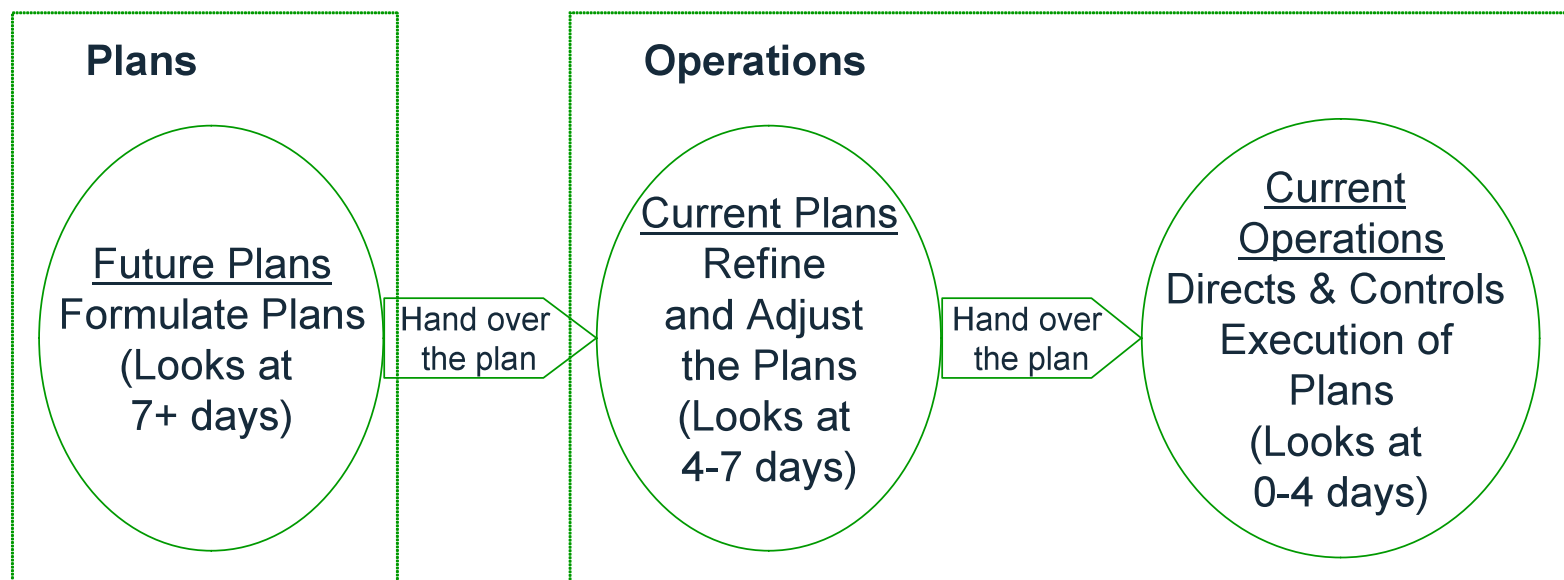 Plans
Future Plans
Formulate Plans
(Looks at
7+ days)
Hand over
the plan
Operations
Current Plans
Refine
and Adjust
the Plans
(Looks at
4-7 days)
Hand over
the plan
Current
Operations
Directs & Controls
Execution of
Plans
(Looks at
0-4 days)